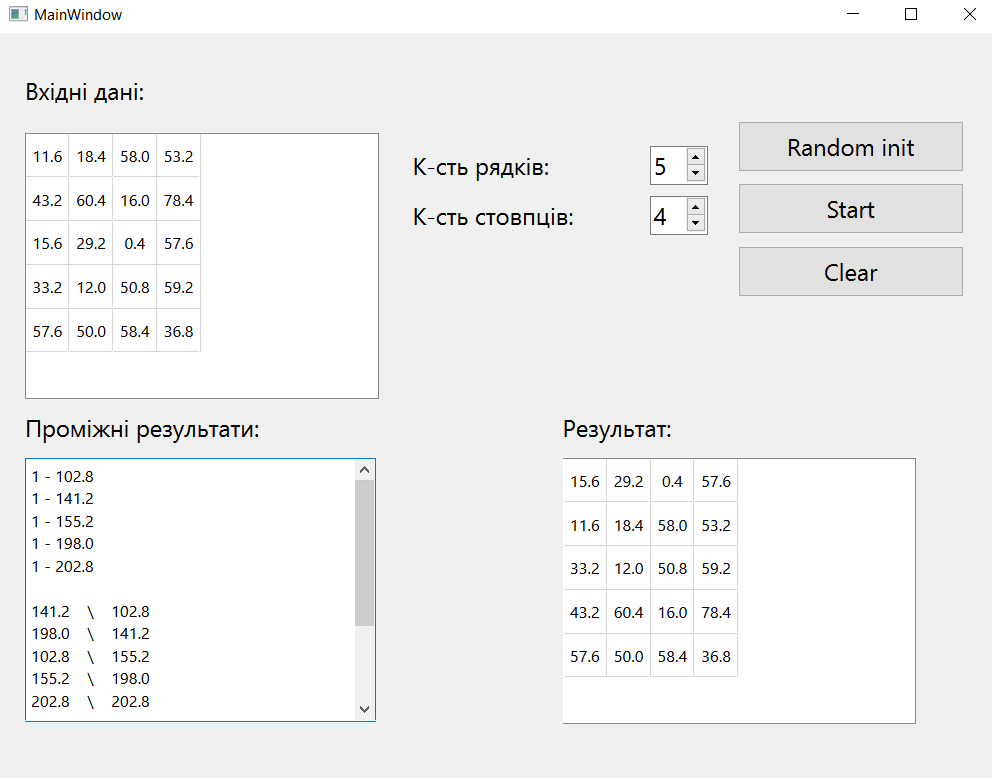 MainWindow
Вхідні дані:
11.6 18.4 58.0 53.2
43.2 60.4 16.0 78.4
15.6 29.2 0.4 57.6
33.2 12.0 50.8 59.2
57.6 50.0 58.4 36.8
К-сть рядків: 5
К-сть стовпців: 4
Random init
Start
Clear
Проміжні результати:
1 - 102.8
1 - 141.2
1 - 155.2
1 - 198.0
1 - 202.8
141.2 \ 102.8
198.0 \ 141.2
102.8 \ 155.2
155.2 \ 198.0
202.8 \ 202.8
Результат:
15.6 29.2 0.4 57.6
11.6 18.4 58.0 53.2
33.2 12.0 50.8 59.2
43.2 60.4 16.0 78.4
57.6 50.0 58.4 36.8